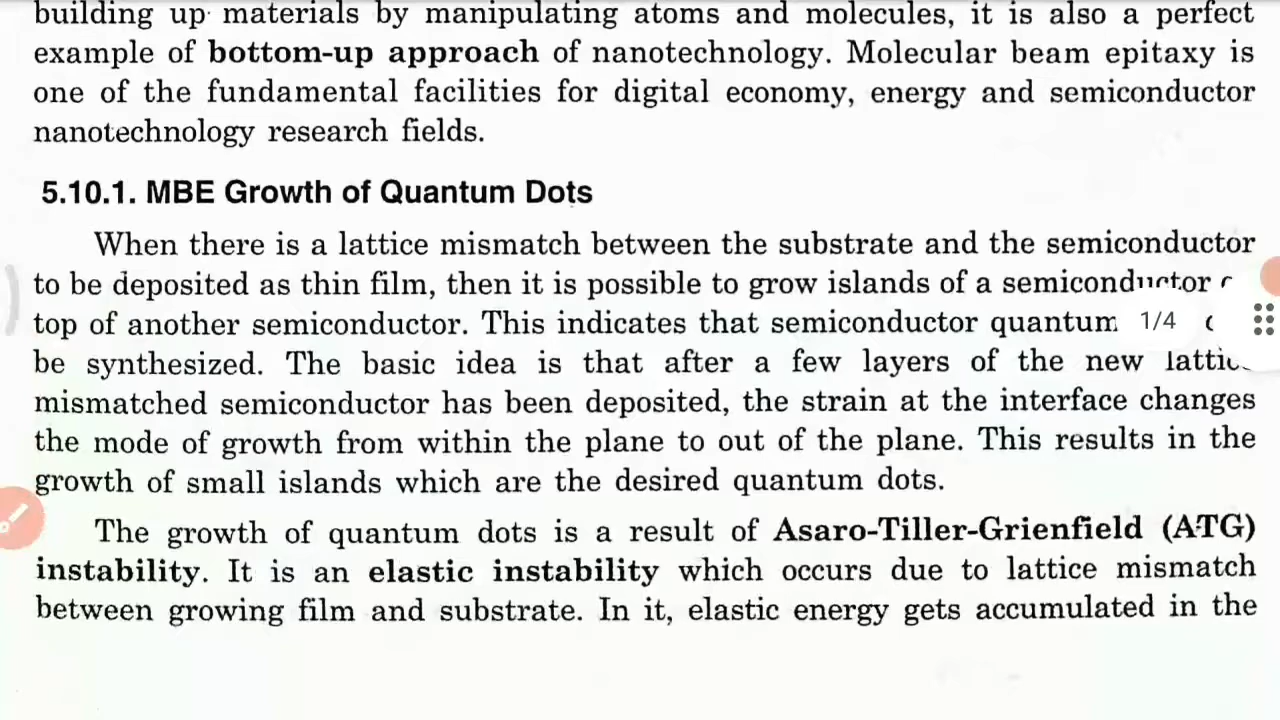 building up materials by manipulating atoms and molecules, it is also a perfect
example of bottom-up approach of nanotechnology. Molecular beam epitaxy is
one of the fundamental facilities for digital economy, energy and semiconductor
nanotechnology research fields.
5.10.1. MBE Growth of Quantum Dots
When there is a lattice mismatch between the substrate and the semiconductor
to be deposited as thin film, then it is possible to grow islands of a semiconductor
top of another semiconductor. This indicates that semiconductor quantum 1/4
be synthesized. The basic idea is that after a few layers of the new
mismatched semiconductor has been deposited, the strain at the interface changes
the mode of growth from within the plane to out of the plane. This results in the
growth of small islands which are the desired quantum dots.
The growth of quantum dots is a result of Asaro-Tiller-Grienfield (ATG)
instability. It is an elastic instability which occurs due to lattice mismatch
between growing film and substrate. In it, elastic energy gets accumulated in the